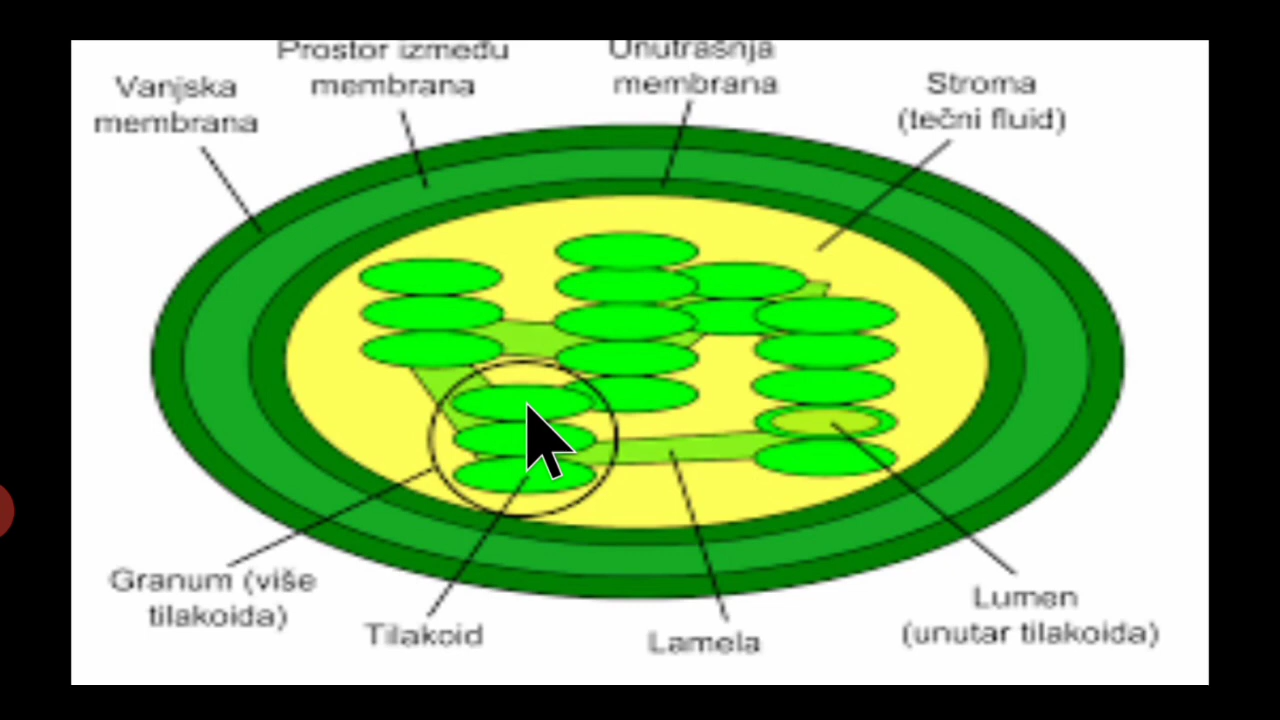 Prostor između
membrana
Unutrašnja
membrana
Vanjska
membrana
Stroma
(tečni fluid)
Granum (više
tilakoida)
Tilakoid
Lamela
Lumen
(unutar tilakoida)